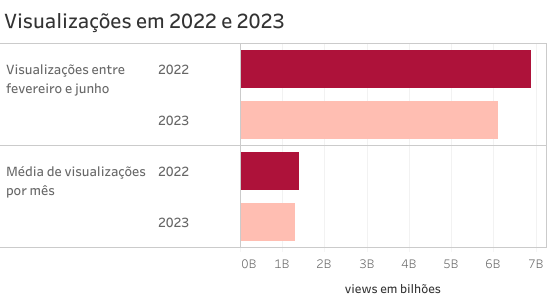 Visualizações em 2022 e 2023
Visualizações entre
fevereiro e junho
2022
2023
Média de visualizações
por mês
2022
2023
0B 1B 2B 3B 4B 5B 6B 7B
views em bilhões